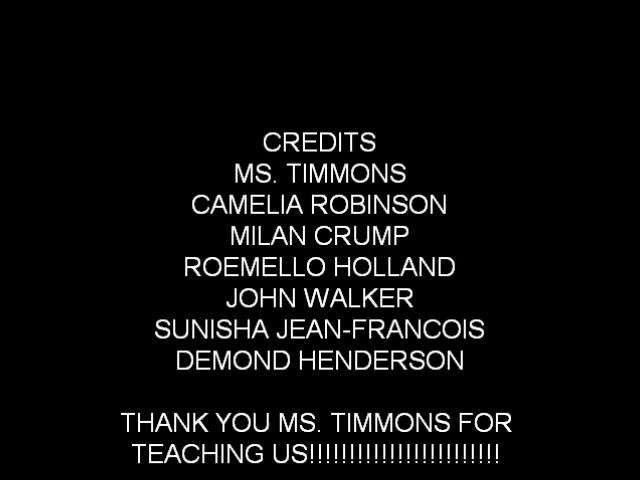 CREDITS
MS. TIMMONS
CAMELIA ROBINSON
MILAN CRUMP
ROEMELLO HOLLAND
JOHN WALKER
SUNISHA JEAN-FRANCOIS
DEMOND HENDERSON
THANK YOU MS. TIMMONS FOR
TEACHING US!!!!!!!!!!!!!!!!!!!!!!!!